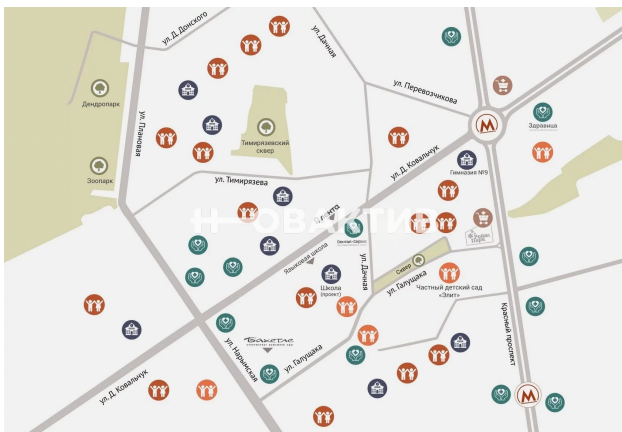 ул. Д. Донского
ул. Дачная
ул. Перевозчикова
Дендропарк
ул. Плановая
Тимирязевский
сквер
Здравица
ул. Д. Ковальчук
М
Зоопарк
ул. Тимирязева
Гимназия №9
Лента
НОВАКТИВ
Языковая школа
ул. Дачная
Сквер
ул. Галущака
Школа
(проект)
Частный детский сад
«Элит»
Красный проспект
Бахетле
ул. Нарымская
ул. Галущака
ул. Д. Ковальчук
М